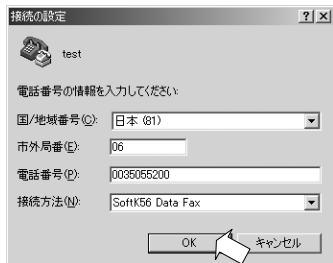 接続の設定
test
電話番号の情報を入力してください:
国/地域番号(C): 日本 (81)
市外局番(E): 06
電話番号(P): 0035055200
接続方法(N): SoftK56 Data Fax
OK キャンセル